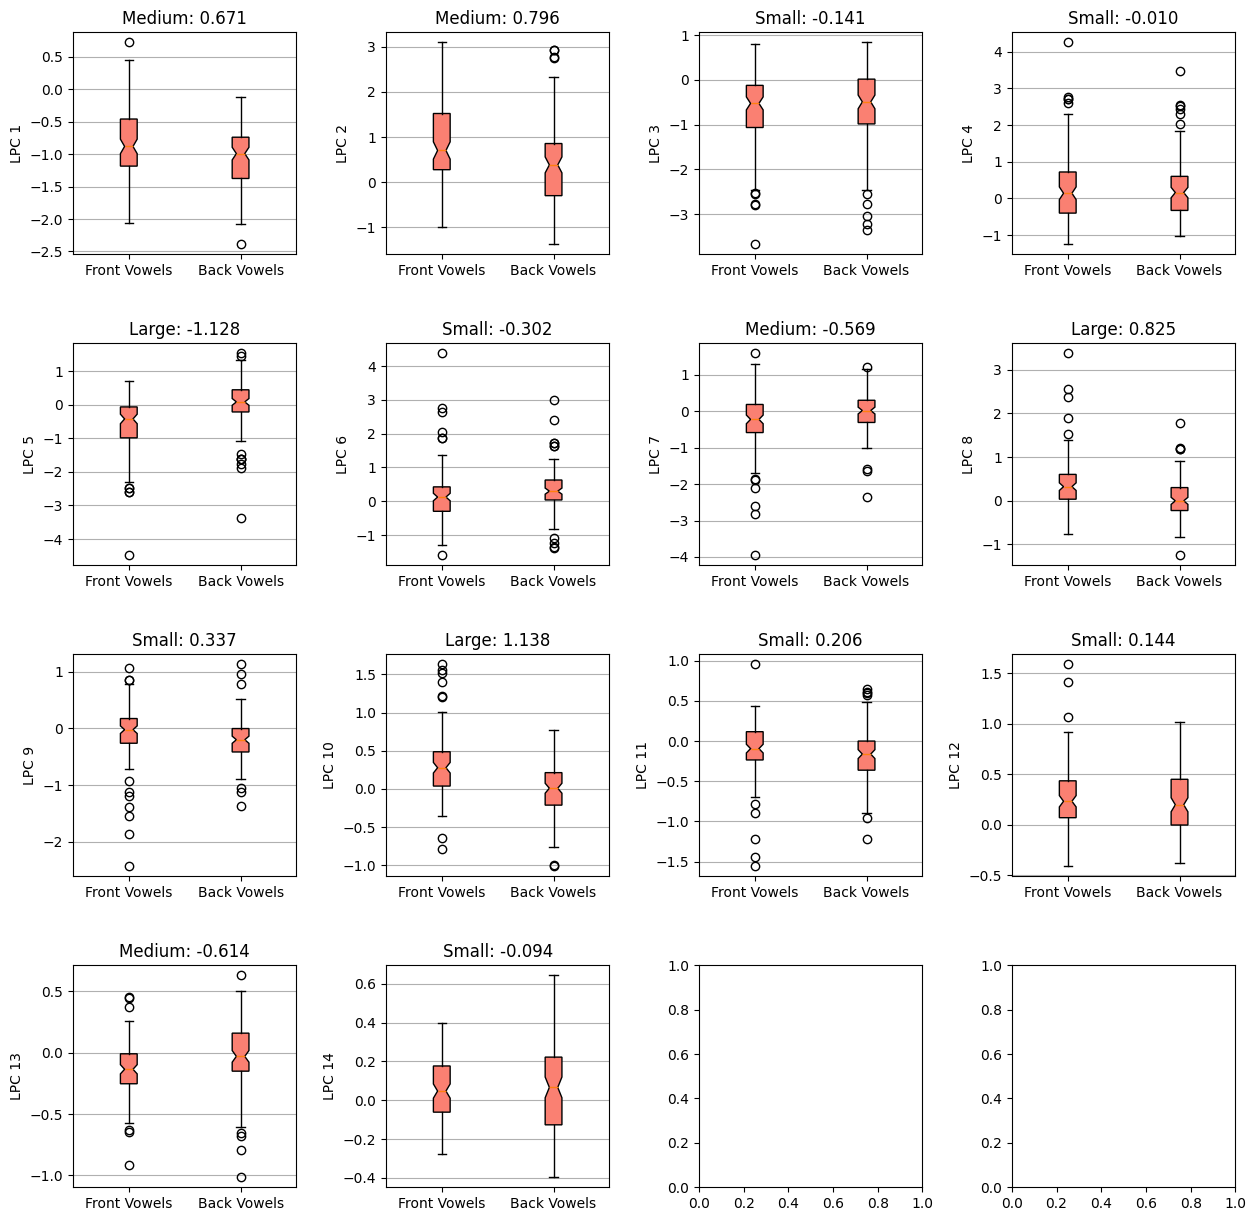 Medium: 0.671
LPC 1
0.5
0.0
−0.5
−1.0
−1.5
−2.0
−2.5
Front Vowels Back Vowels
Medium: 0.796
LPC 2
3
2
1
0
−1
Front Vowels Back Vowels
Small: -0.141
LPC 3
1
0
−1
−2
−3
Front Vowels Back Vowels
Small: -0.010
LPC 4
4
3
2
1
0
−1
Front Vowels Back Vowels
Large: -1.128
LPC 5
1
0
−1
−2
−3
−4
Front Vowels Back Vowels
Small: -0.302
LPC 6
4
3
2
1
0
−1
Front Vowels Back Vowels
Medium: -0.569
LPC 7
1
0
−1
−2
−3
−4
Front Vowels Back Vowels
Large: 0.825
LPC 8
3
2
1
0
−1
Front Vowels Back Vowels
Small: 0.337
LPC 9
1
0
−1
−2
Front Vowels Back Vowels
Large: 1.138
LPC 10
1.5
1.0
0.5
0.0
−0.5
−1.0
Front Vowels Back Vowels
Small: 0.206
LPC 11
1.0
0.5
0.0
−0.5
−1.0
−1.5
Front Vowels Back Vowels
Small: 0.144
LPC 12
1.5
1.0
0.5
0.0
−0.5
Front Vowels Back Vowels
Medium: -0.614
LPC 13
0.5
0.0
−0.5
−1.0
Front Vowels Back Vowels
Small: -0.094
LPC 14
0.6
0.4
0.2
0.0
−0.2
−0.4
Front Vowels Back Vowels
1.0
0.8
0.6
0.4
0.2
0.0
0.0 0.2 0.4 0.6 0.8 1.0
1.0
0.8
0.6
0.4
0.2
0.0
0.0 0.2 0.4 0.6 0.8 1.0